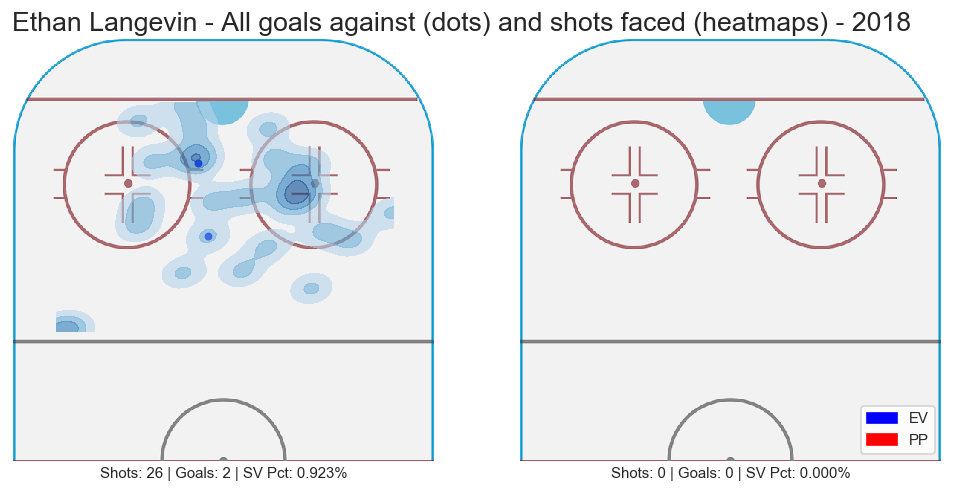 Ethan Langevin - All goals against (dots) and shots faced (heatmaps) - 2018
EV
PP
Shots: 26 | Goals: 2 | SV Pct: 0.923%
Shots: 0 | Goals: 0 | SV Pct: 0.000%